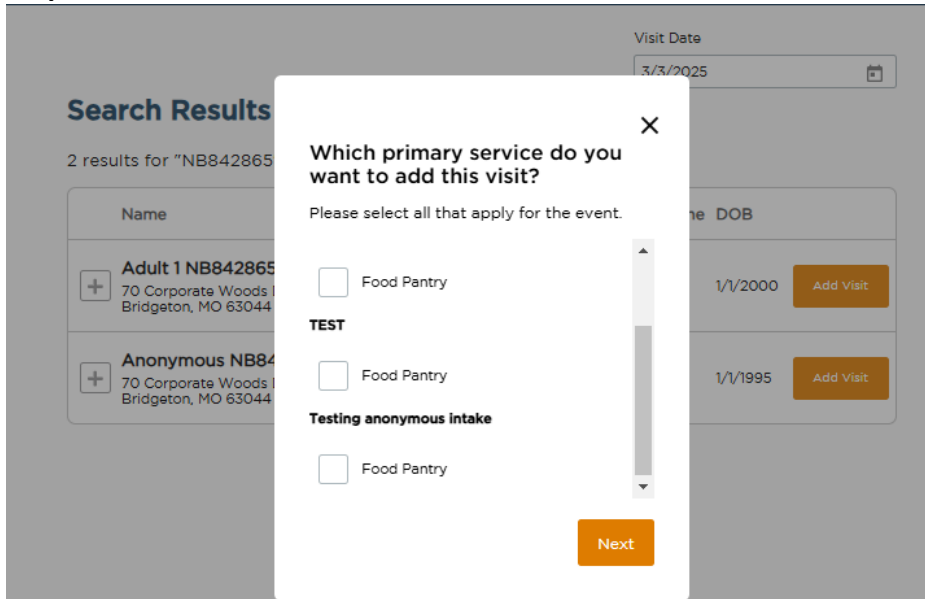 Visit Date
3/3/2025
Search Results
2 results for "NB842865
Which primary service do you
want to add this visit?
Please select all that apply for the event.
Name
DOB
Food Pantry
Adult 1 NB842865
70 Corporate Woods
Bridgeton, MO 63044
1/1/2000
Add Visit
TEST
Food Pantry
Anonymous NB84
70 Corporate Woods
Bridgeton, MO 63044
1/1/1995
Add Visit
Testing anonymous intake
Food Pantry
Next